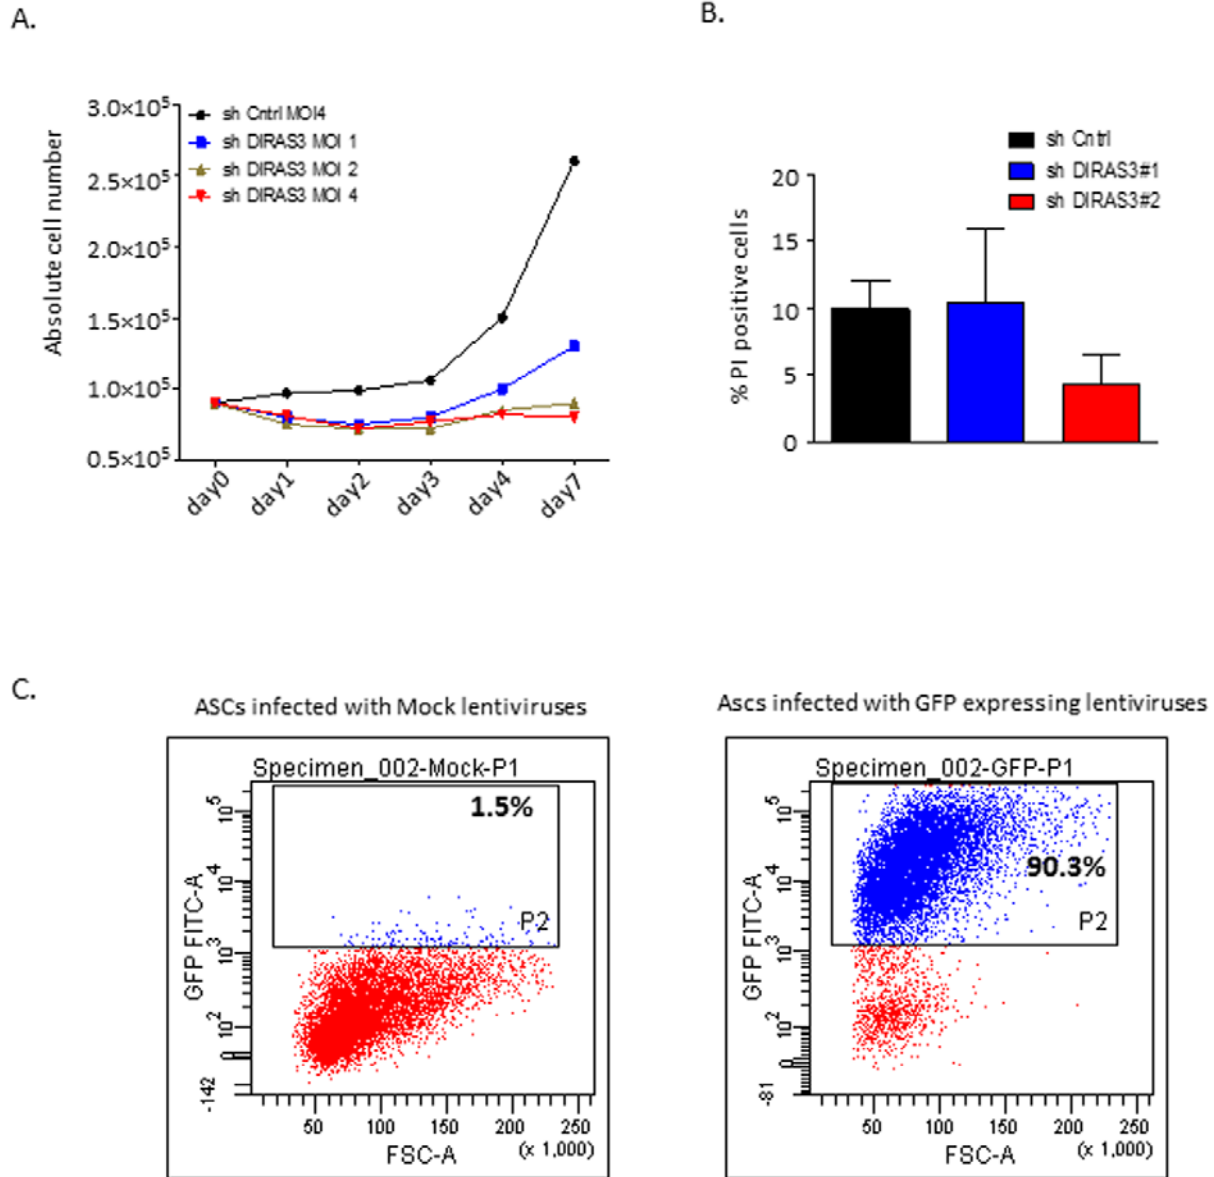 A.
3.0×10⁵
2.5×10⁵
2.0×10⁵
1.5×10⁵
1.0×10⁵
0.5×10⁵
Absolute cell number
sh Cntrl MOI4
sh DIRAS3 MOI 1
sh DIRAS3 MOI 2
sh DIRAS3 MOI 4
day0 day1 day2 day3 day4 day7
B.
sh Cntrl
sh DIRAS3#1
sh DIRAS3#2
20
15
10
5
0
% PI positive cells
C.
ASCs infected with Mock lentiviruses
Specimen_002-Mock-P1
1.5%
P2
GFP FITC-A
10⁵
10⁴
10³
10²
0
-142
50 100 150 200 250
FSC-A (x 1,000)
Ascs infected with GFP expressing lentiviruses
Specimen_002-GFP-P1
90.3%
P2
GFP FITC-A
10⁵
10⁴
10³
10²
0
-81
50 100 150 200 250
FSC-A (x 1,000)